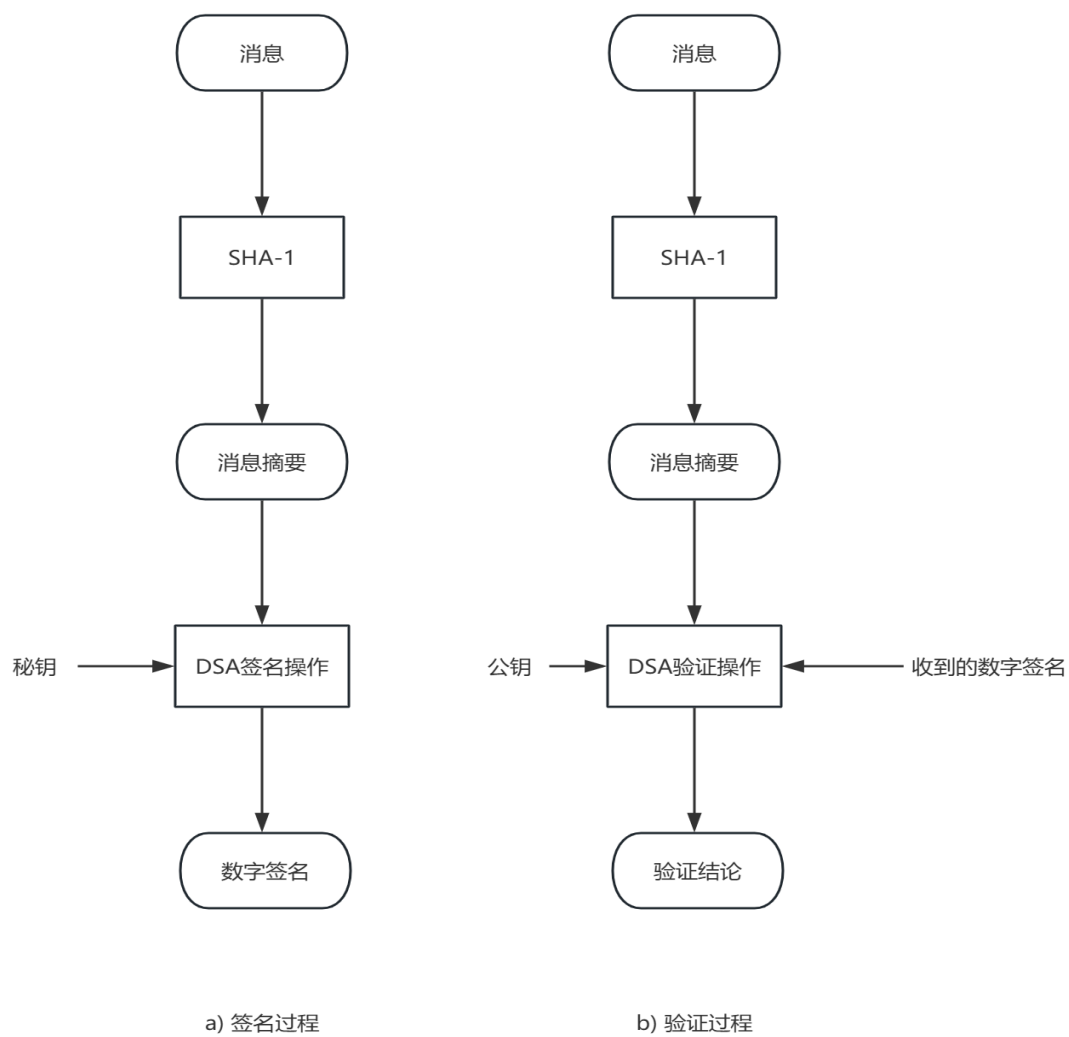 消息
SHA-1
消息摘要
秘钥
DSA签名操作
数字签名
a) 签名过程
消息
SHA-1
消息摘要
公钥
DSA验证操作
收到的数字签名
验证结论
b) 验证过程